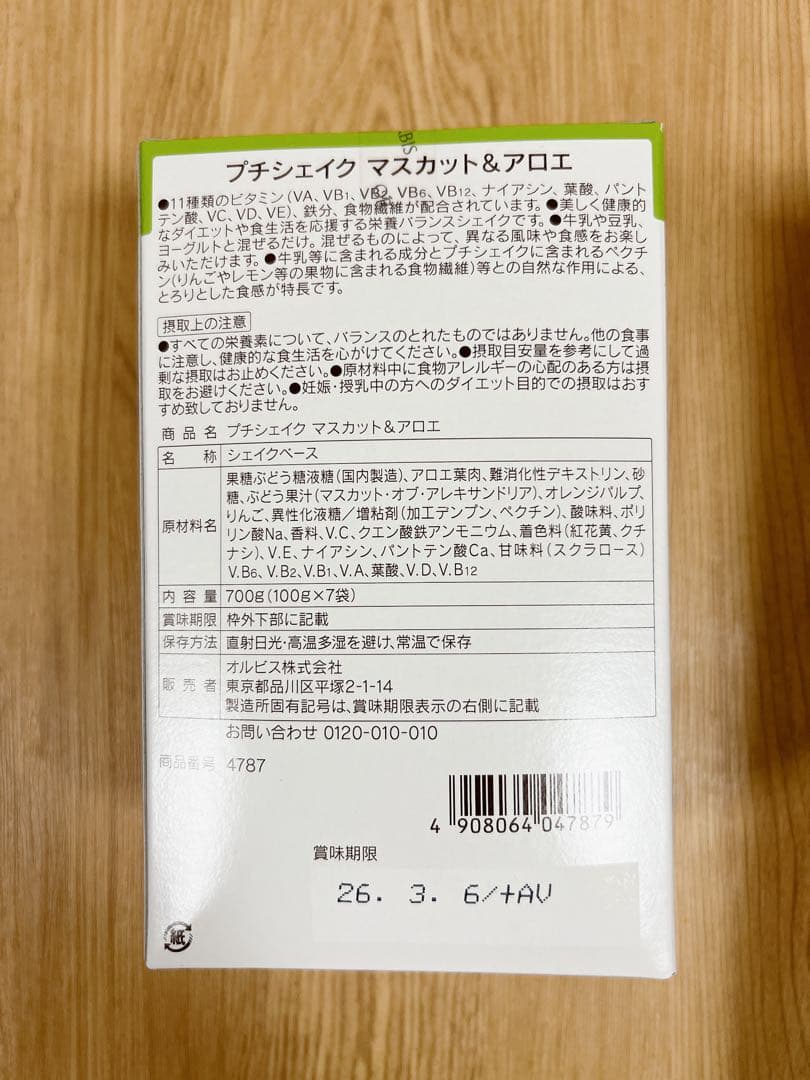 プチシェイク マスカット&アロエ
●11種類のビタミン(VA、VB1、VB2、VB6、VB12、ナイアシン、葉酸、パント
テン酸、VC、VD、VE)、鉄分、食物繊維が配合されています。●美しく健康的
なダイエットや食生活を応援する栄養バランスシェイクです。●牛乳や豆乳、
ヨーグルトと混ぜるだけ。混ぜるものによって、異なる風味や食感をお楽し
みいただけます。●牛乳等に含まれる成分とプチシェイクに含まれるペクチ
ン(りんごやレモン等の果物に含まれる食物繊維)等との自然な作用による、
とろりとした食感が特長です。
摂取上の注意
●すべての栄養素について、バランスのとれたものではありません。他の食事
に注意し、健康的な食生活を心がけてください。●摂取目安量を参考にして過
剰な摂取はお止めください。●原材料中に食物アレルギーの心配のある方は摂
取をお避けください。●妊娠・授乳中の方へのダイエット目的での摂取はおす
すめ致しておりません。
商品名 プチシェイク マスカット&アロエ
名称 シェイクベース
原材料名 果糖ぶどう糖液糖(国内製造)、アロエ葉肉、難消化性デキストリン、砂
糖、ぶどう果汁(マスカット・オブ・アレキサンドリア)、オレンジパルプ、
りんご、異性化液糖/増粘剤(加工デンプン、ペクチン)、酸味料、ポリ
リン酸Na、香料、V.C、クエン酸鉄アンモニウム、着色料(紅花黄、クチ
ナシ)、V.E、ナイアシン、パントテン酸Ca、甘味料(スクラロース)
V.B6、V.B2、V.B1、V.A、葉酸、V.D、V.B12
内容量 700g(100g×7袋)
賞味期限 枠外下部に記載
保存方法 直射日光・高温多湿を避け、常温で保存
販売者 オルビス株式会社
東京都品川区平塚2-1-14
製造所固有記号は、賞味期限表示の右側に記載
お問い合わせ 0120-010-010
商品番号 4787
4 908064 047879
賞味期限
26. 3. 6/+AU
紙